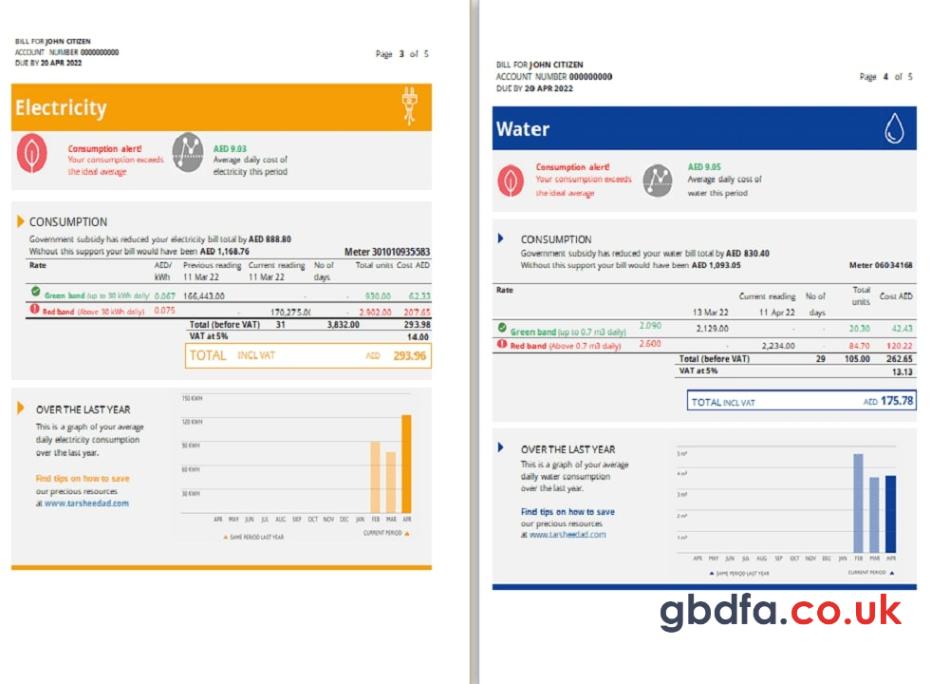 BILL FOR JOHN CITIZEN
ACCOUNT NUMBER 0000000000
DUE BY 20 APR 2022
Page 3 of 5
Electricity
Consumption alert!
Your consumption exceeds
the ideal average
AED 9.03
Average daily cost of
electricity this period
CONSUMPTION
Government subsidy has reduced your electricity bill total by AED 888.80
Without this support your bill would have been AED 1,168.76 Meter 301010935583
Rate AED/ Previous reading Current reading No of Total units Cost AED
kWh 11 Mar 22 11 Mar 22 days
Green band (up to 30 kWh daily) 0.067 166,443.00 - - 930.00 62.33
Red band (Above 30 kWh daily) 0.075 - 170,275.0( - 2,902.00 207.65
Total (before VAT) 31 3,832.00 293.98
VAT at 5% 14.00
TOTAL INCL VAT AED 293.96
OVER THE LAST YEAR
This is a graph of your average
daily electricity consumption
over the last year.
Find tips on how to save
our precious resources
at www.tarsheedad.com
150 KWH
120 KWH
90 KWH
60 KWH
30 KWH
APR MAY JUN JUL AUG SEP OCT NOV DEC JAN FEB MAR APR
SAME PERIOD LAST YEAR CURRENT PERIOD
BILL FOR JOHN CITIZEN
ACCOUNT NUMBER 000000000
DUE BY 20 APR 2022
Page 4 of 5
Water
Consumption alert!
Your consumption exceeds
the ideal average
AED 9.05
Average daily cost of
water this period
CONSUMPTION
Government subsidy has reduced your water bill total by AED 830.40
Without this support your bill would have been AED 1,093.05 Meter 06034168
Rate Current reading No of Total units Cost AED
13 Mar 22 11 Apr 22 days
Green band (up to 0.7 m3 daily) 2.090 2,129.00 - - 20.30 42.43
Red band (Above 0.7 m3 daily) 2.600 - 2,234.00 - 84.70 120.22
Total (before VAT) 29 105.00 262.65
VAT at 5% 13.13
TOTAL INCL VAT AED 175.78
OVER THE LAST YEAR
This is a graph of your average
daily water consumption
over the last year.
Find tips on how to save
our precious resources
at www.tarsheedad.com
5 m³
4 m³
3 m³
2 m³
1 m³
APR MAY JUN JUL AUG SEP OCT NOV DEC JAN FEB MAR APR
SAME PERIOD LAST YEAR CURRENT PERIOD
gbdfa.co.uk